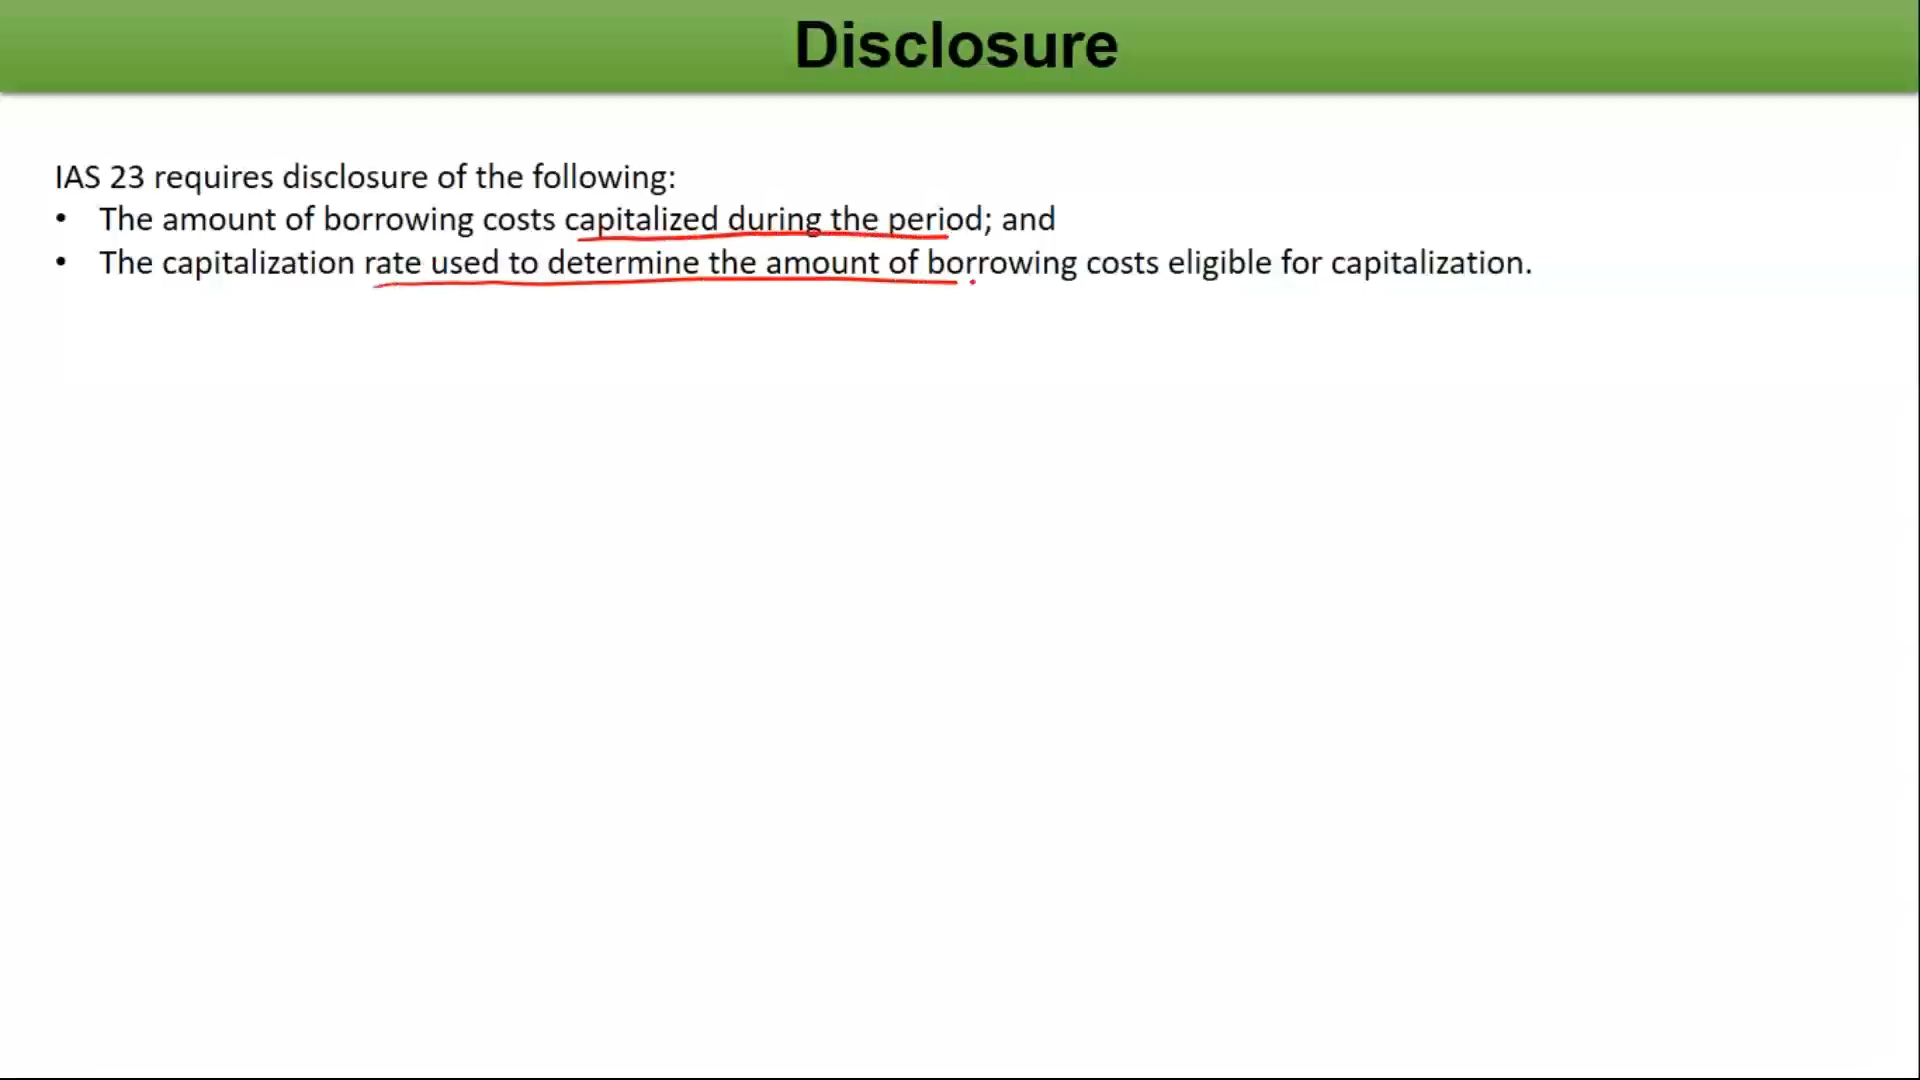 Disclosure
IAS 23 requires disclosure of the following:
• The amount of borrowing costs capitalized during the period; and
• The capitalization rate used to determine the amount of borrowing costs eligible for capitalization.